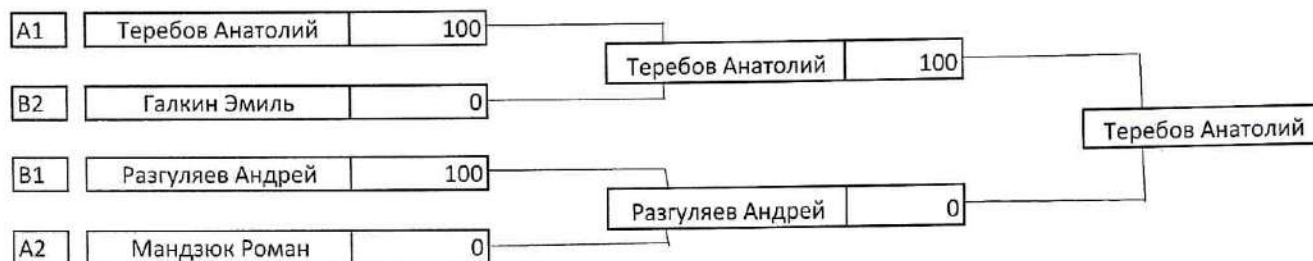 A1 Теребов Анатолий 100
Теребов Анатолий 100
B2 Галкин Эмиль 0
Теребов Анатолий
B1 Разгуляев Андрей 100
Разгуляев Андрей 0
A2 Мандзюк Роман 0